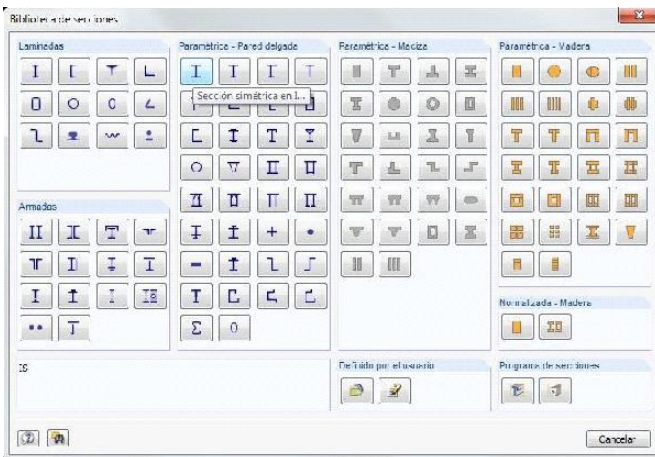 Biblioteca de secciones
Laminadas
Paramétrica - Pared delgada
Paramétrica - Maciza
Paramétrica - Madera
Sección simétrica en I...
Armadas
Normalizada - Madera
IS
Definido por el usuario
Programa de secciones
Cancelar